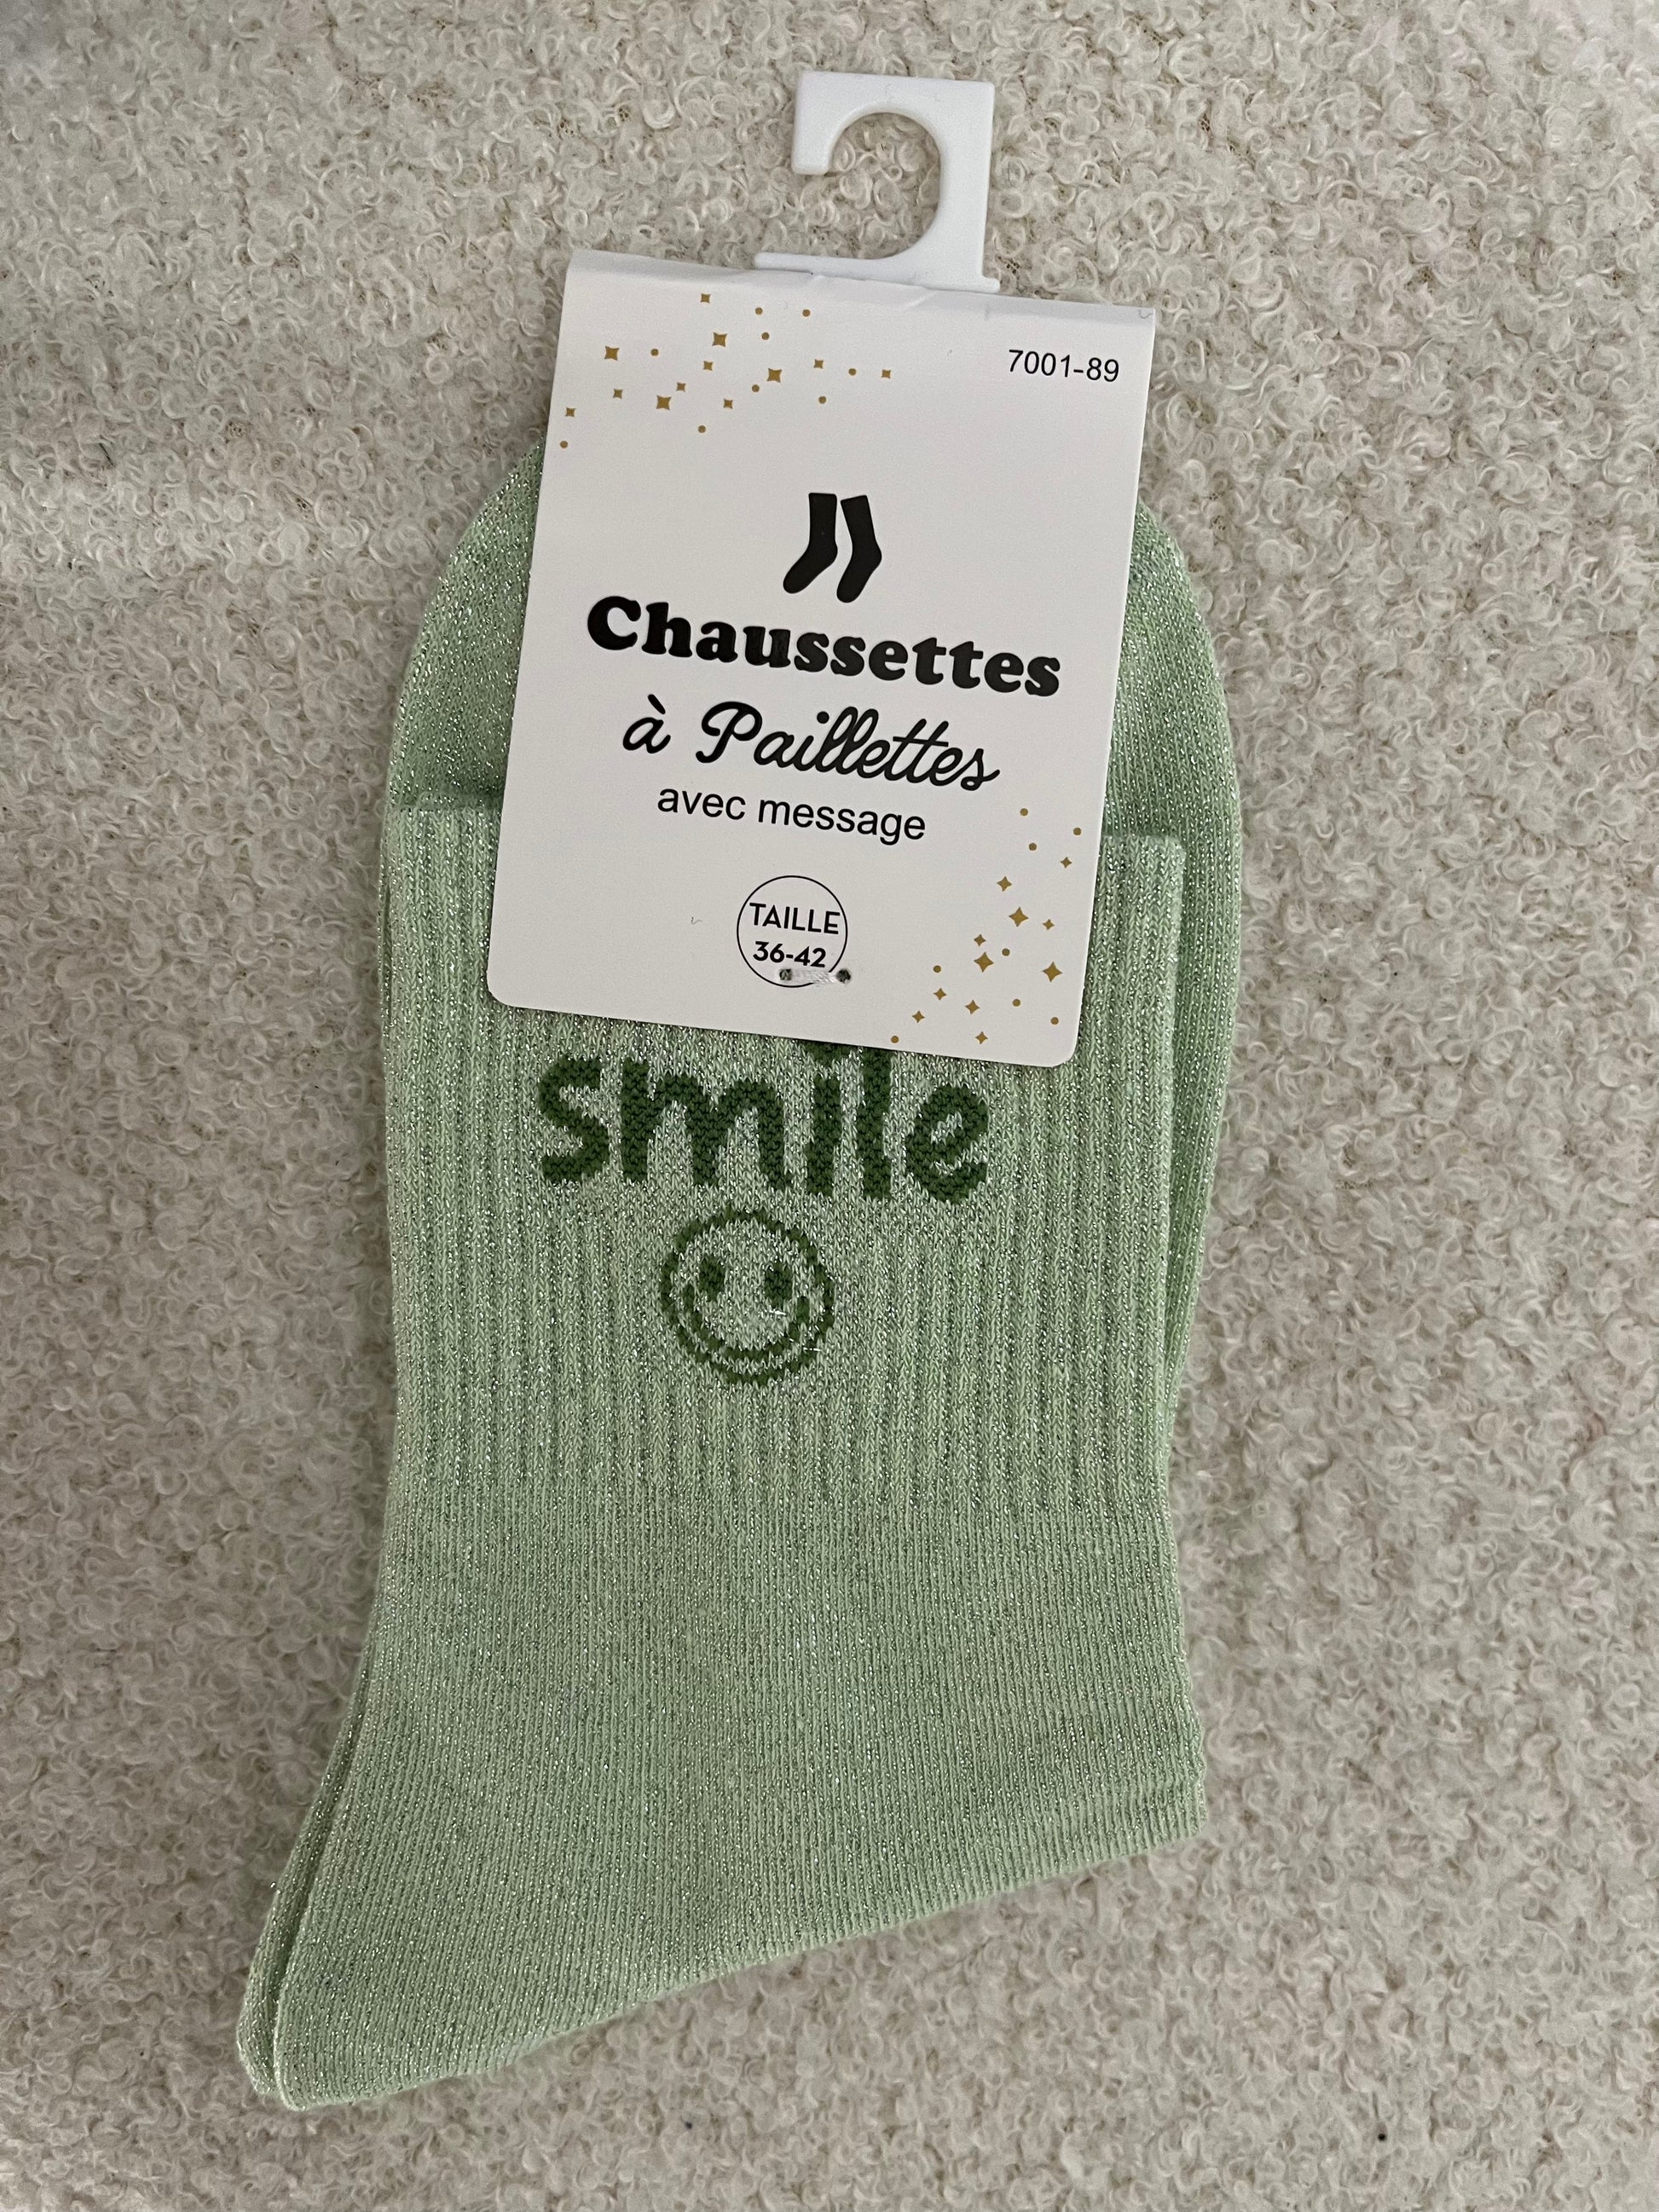 7001-89
Chaussettes
à Paillettes
avec message
TAILLE
36-42
smile